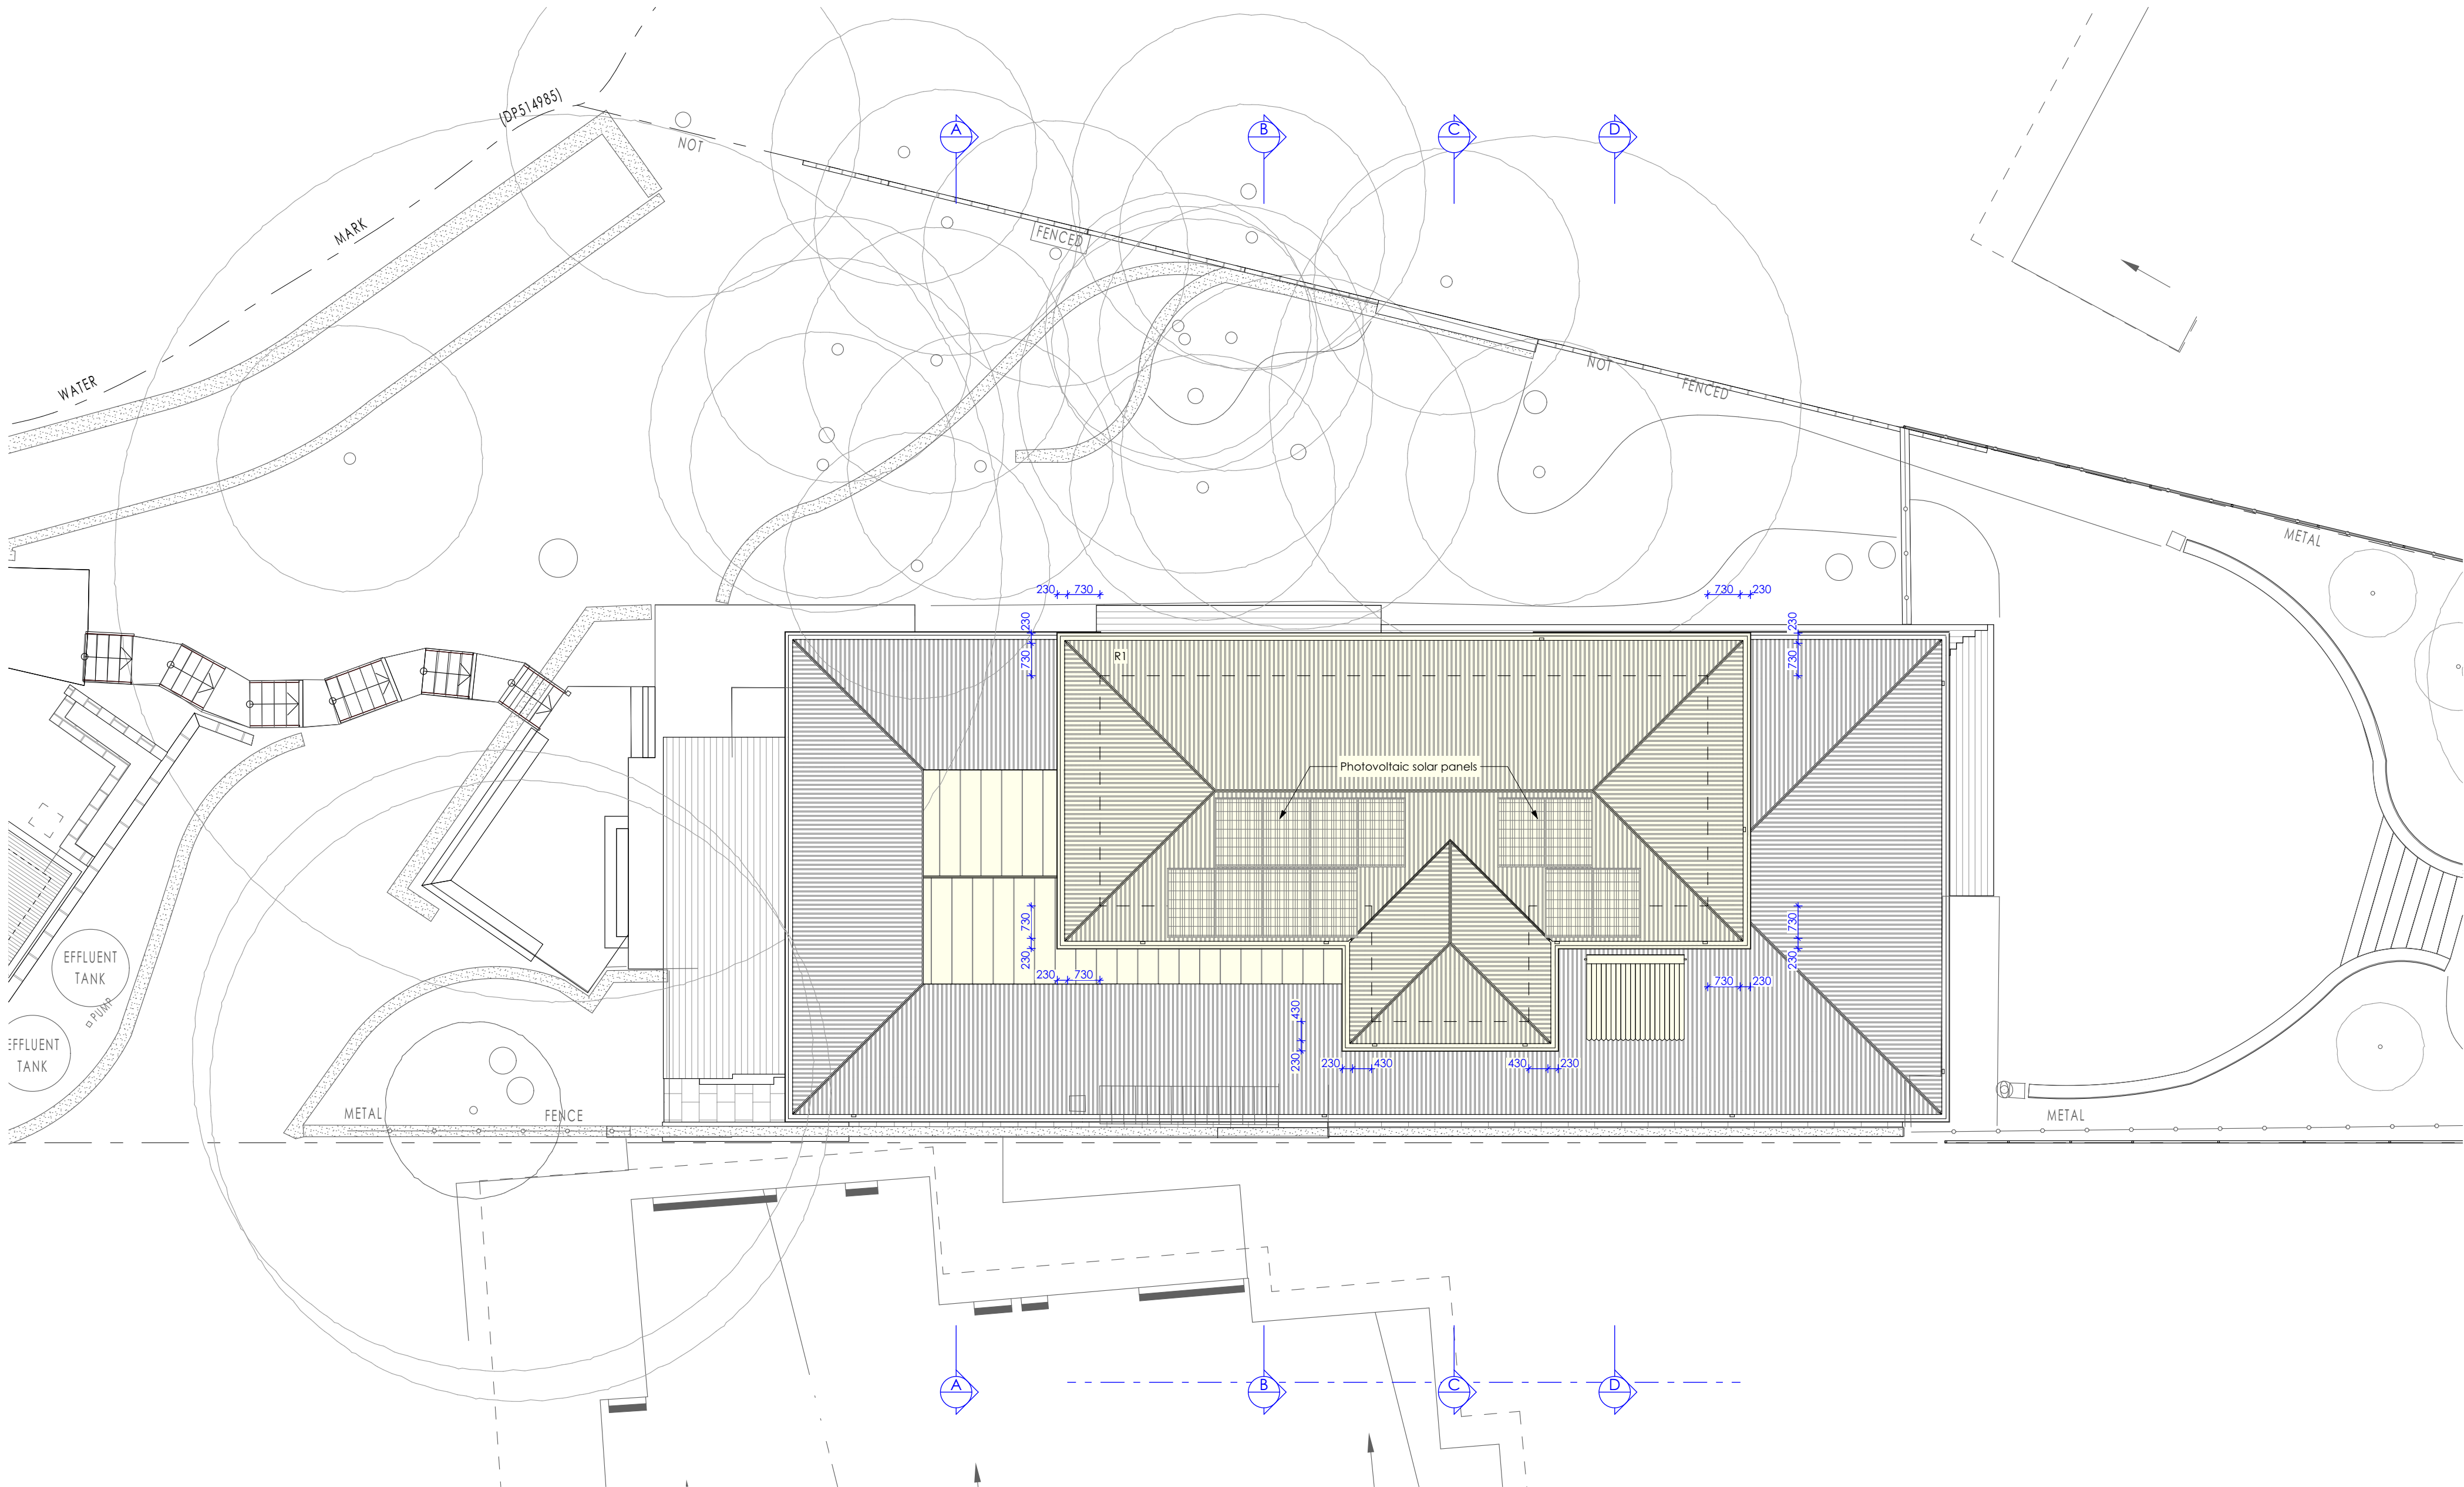 (DP514985)
NOT
A
B
C
D
MARK
FENCED
WATER
NOT
FENCED
METAL
230
730
730
230
230
730
230
730
R1
Photovoltaic solar panels
730
230
730
230
EFFLUENT
TANK
PUMP
230
730
730
230
430
230
EFFLUENT
TANK
230
430
430
230
METAL
FENCE
METAL
A
B
C
D